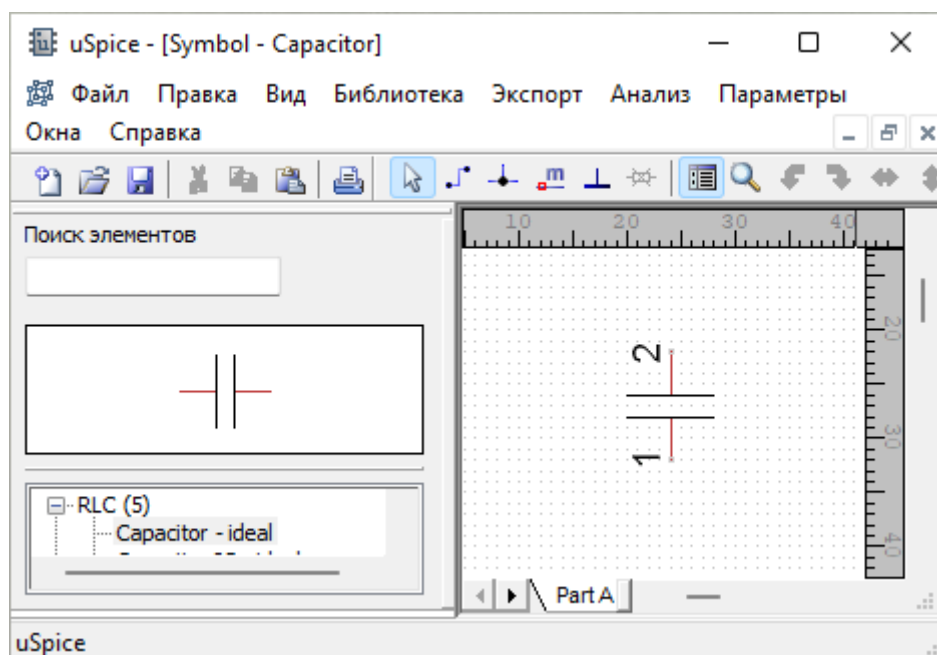 uSpice - [Symbol - Capacitor]
Файл Правка Вид Библиотека Экспорт Анализ Параметры
Окна Справка
Поиск элементов
10 20 30 40
20
2
1
30
40
RLC (5)
Capacitor - ideal
Part A
uSpice